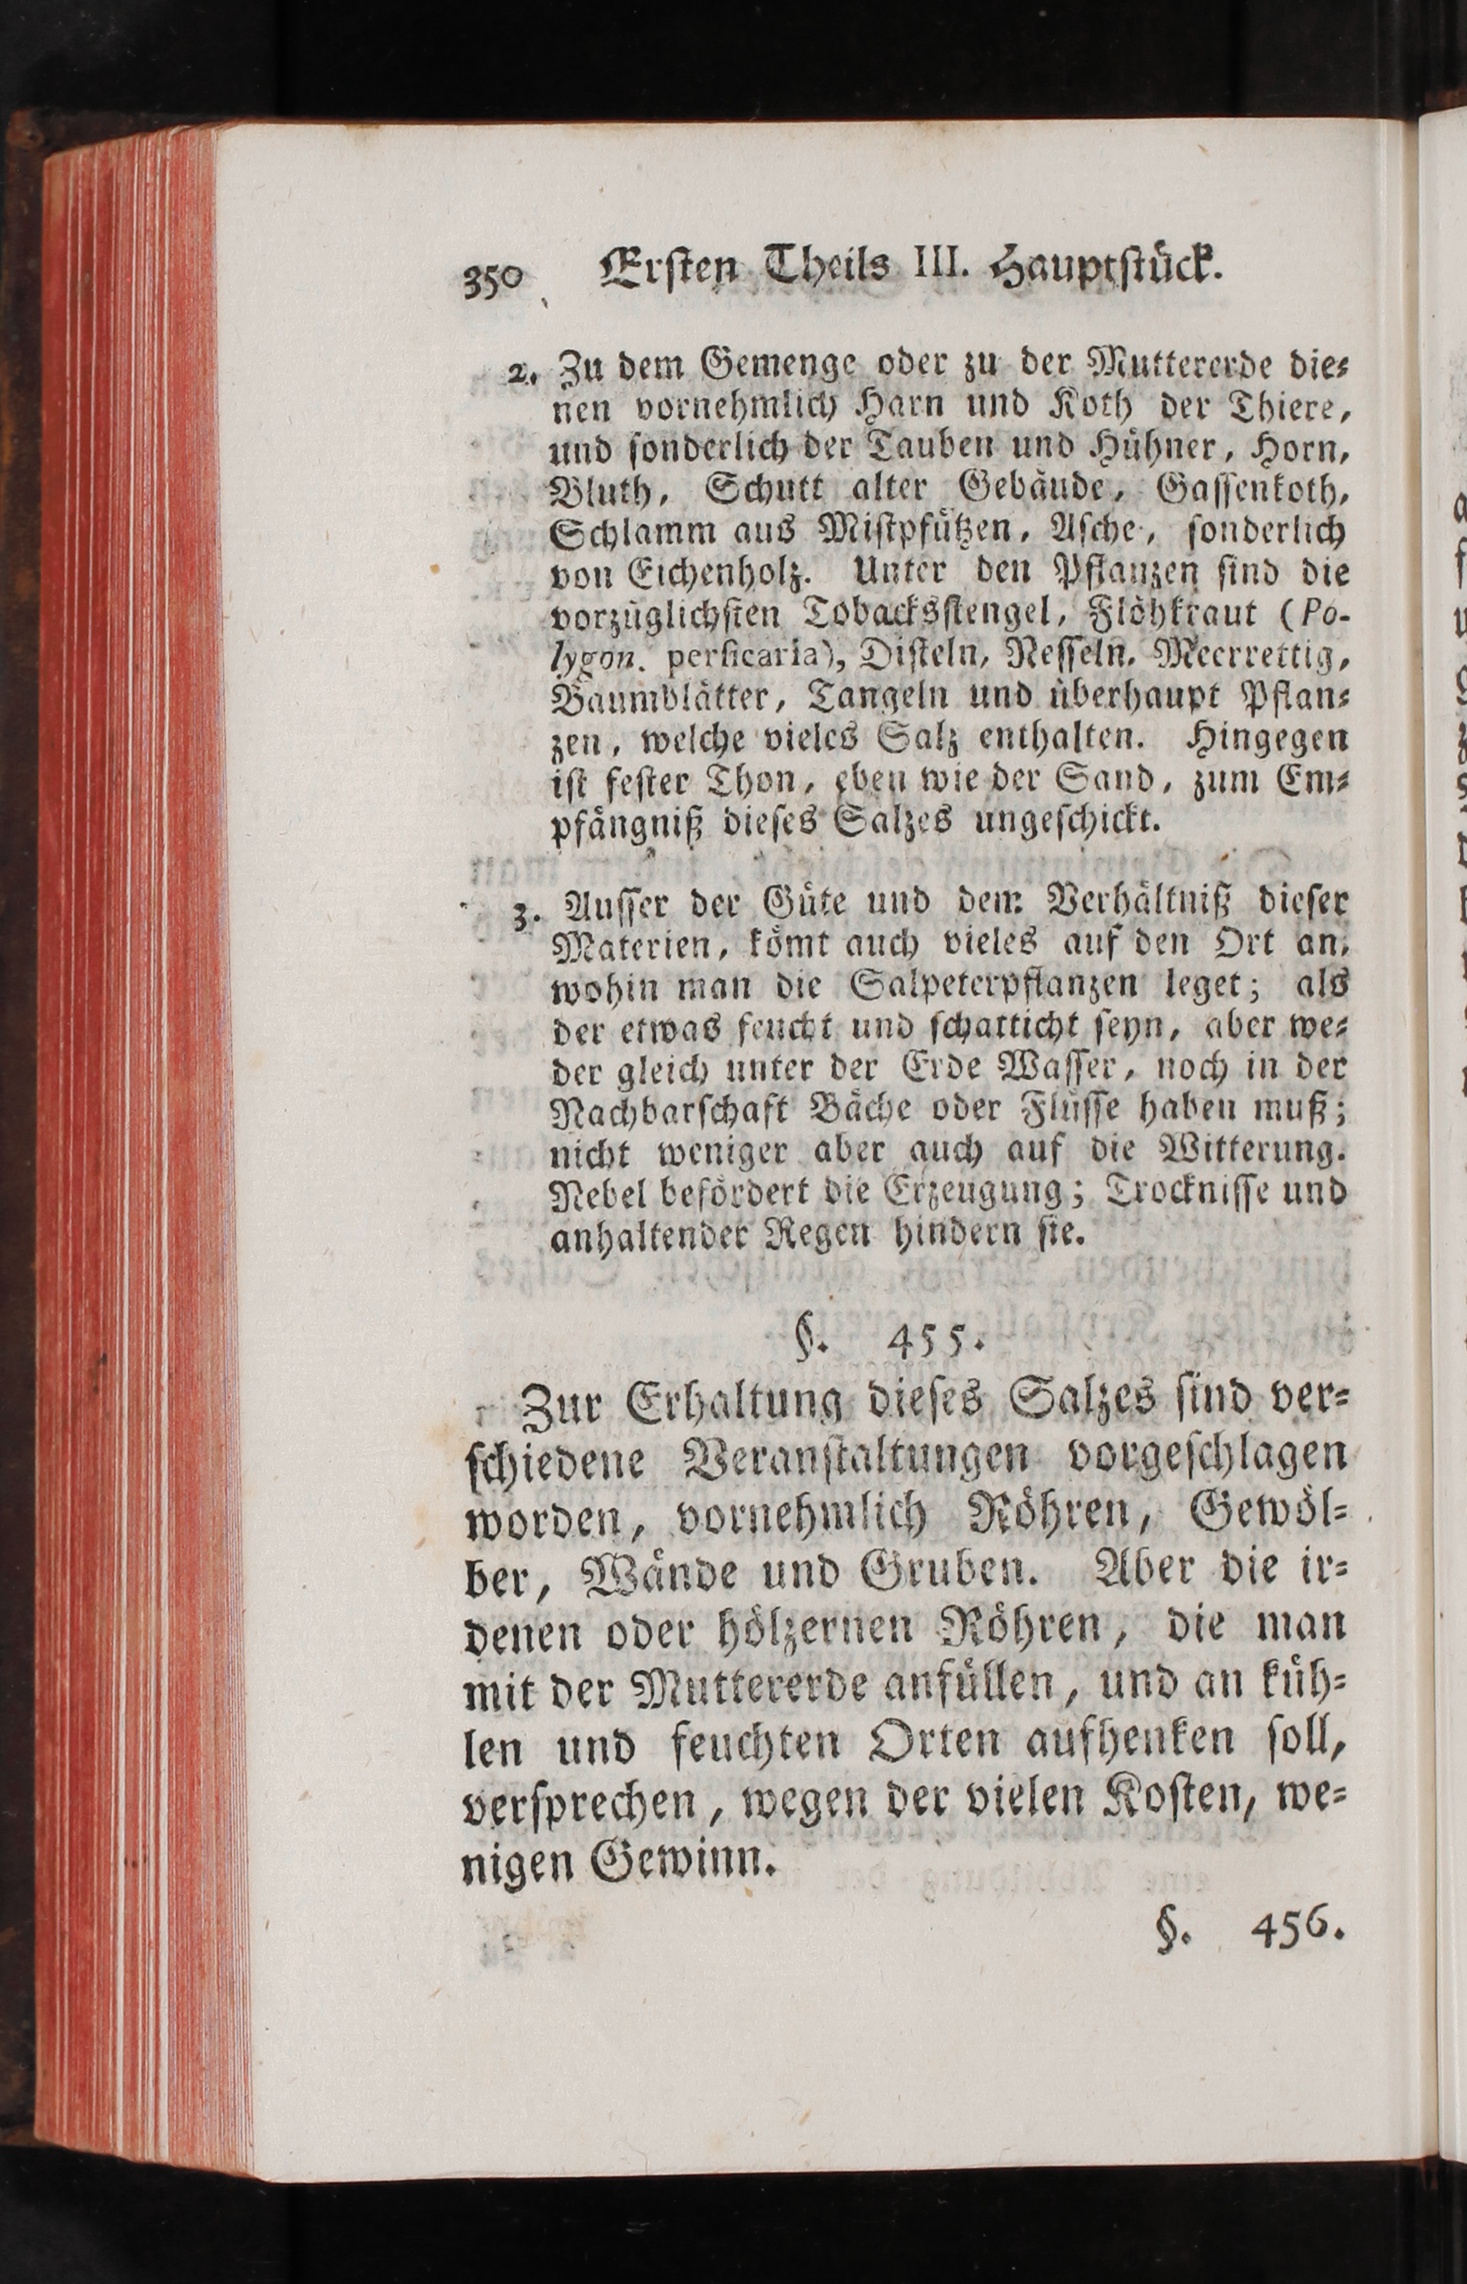 350 Ersten Theils III. Hauptstück.
2. Zu dem Gemenge oder zu der Muttererde die-
nen vornehmlich Harn und Koth der Thiere,
und sonderlich der Tauben und Hühner, Horn,
Bluth, Schutt alter Gebäude, Gassenkoth,
Schlamm aus Mistpfützen, Asche, sonderlich
von Eichenholz. Unter den Pflanzen sind die
vorzüglichsten Tobacksstengel, Flöhkraut (Po-
lygon. persicaria), Disteln, Nesseln, Meerrettig,
Baumblätter, Tangeln und überhaupt Pflan-
zen, welche vieles Salz enthalten. Hingegen
ist fester Thon, eben wie der Sand, zum Em-
pfängniß dieses Salzes ungeschickt.
3. Ausser der Güte und dem Verhältniß dieser
Materien, kömt auch vieles auf den Ort an,
wohin man die Salpeterpflanzen leget; als
der etwas feucht und schatticht seyn, aber we-
der gleich unter der Erde Wasser, noch in der
Nachbarschaft Bäche oder Flüsse haben muß;
nicht weniger aber auch auf die Witterung.
Nebel befördert die Erzeugung; Trocknisse und
anhaltender Regen hindern sie.
§. 455.
Zur Erhaltung dieses Salzes sind ver-
schiedene Veranstaltungen vorgeschlagen
worden, vornehmlich Röhren, Gewöl-
ber, Wände und Gruben. Aber die ir-
denen oder hölzernen Röhren, die man
mit der Muttererde anfüllen, und an küh-
len und feuchten Orten aufhenken soll,
versprechen, wegen der vielen Kosten, we-
nigen Gewinn.
§. 456.